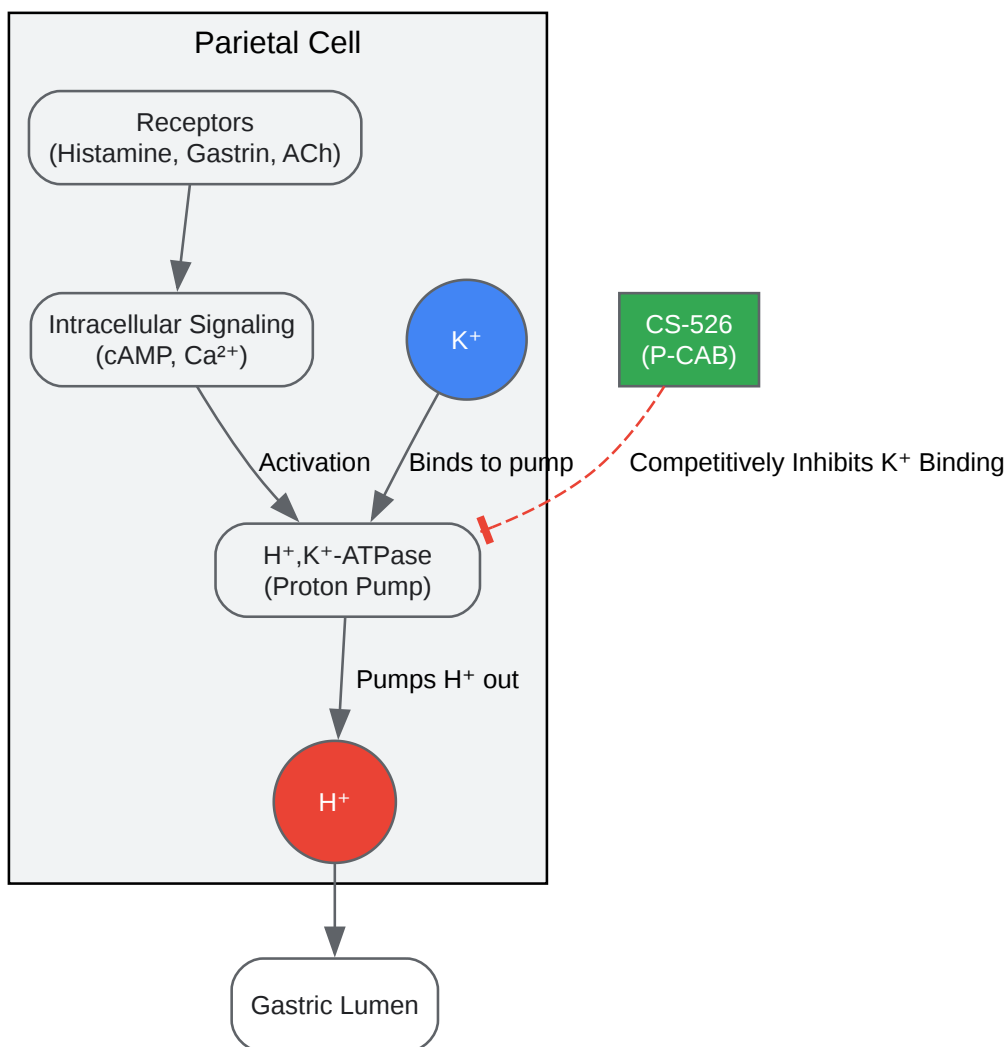 Parietal Cell
Receptors
(Histamine, Gastrin, ACh)
Intracellular Signaling
(cAMP, Ca²⁺)
K⁺
CS-526
(P-CAB)
Activation
Binds to pump
Competitively Inhibits K⁺ Binding
H⁺,K⁺-ATPase
(Proton Pump)
Pumps H⁺ out
H⁺
Gastric Lumen